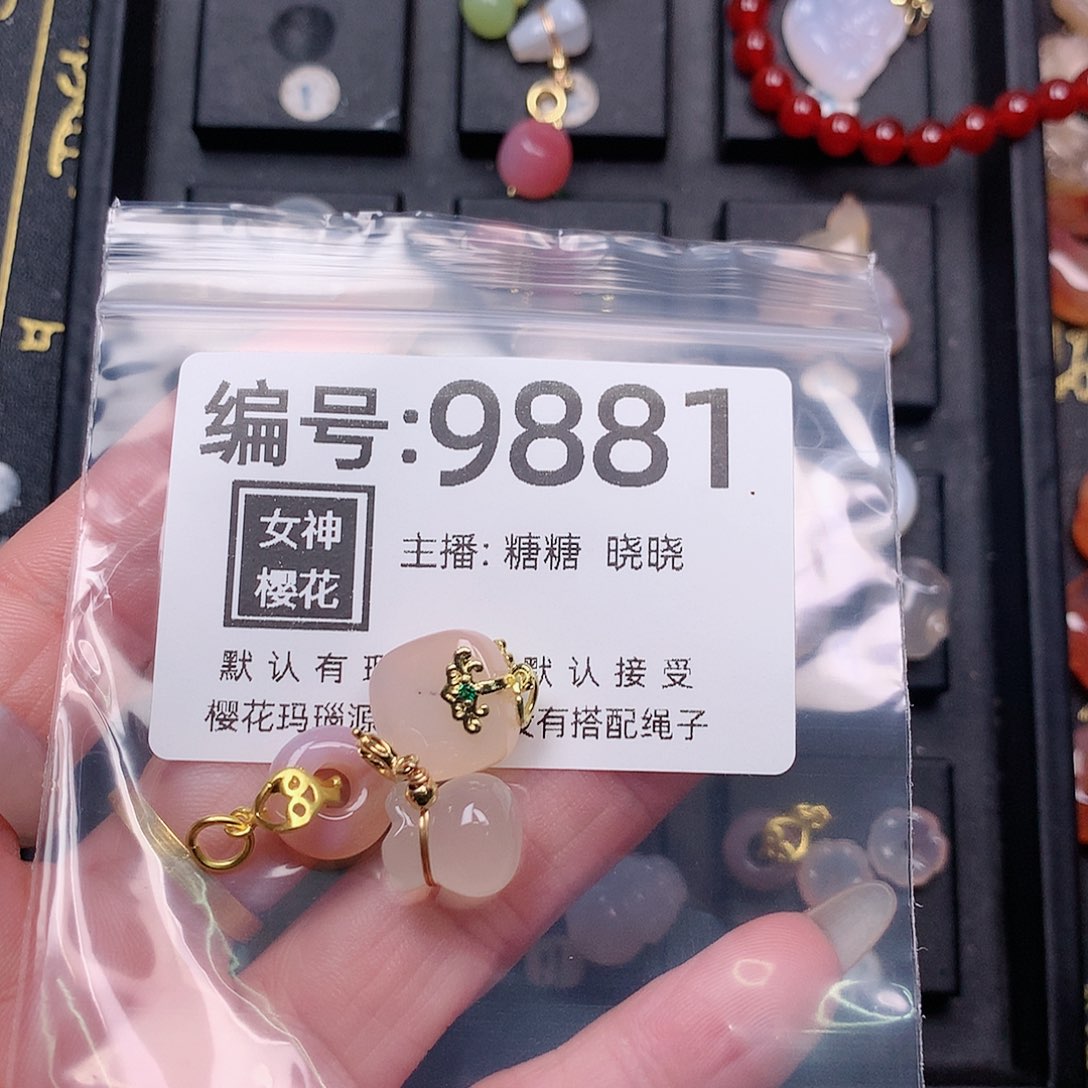 编号:9881
女神
樱花
主播: 糖糖 晓晓
默认有 默认接受
樱花玛瑙源 有搭配绳子